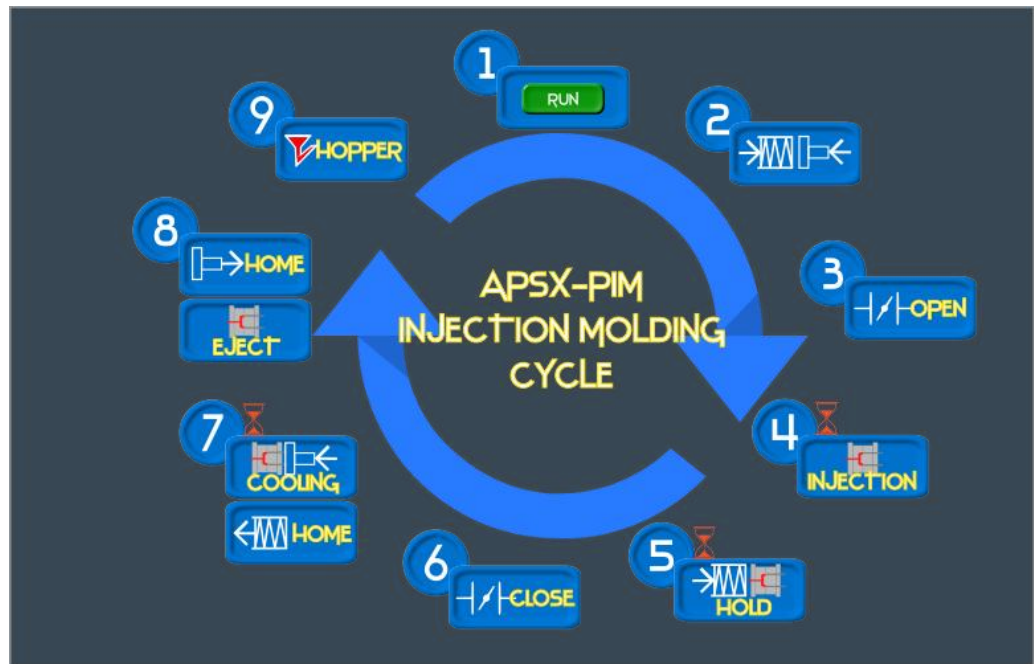 1
RUN
2
3
OPEN
4
INJECTION
5
HOLD
6
CLOSE
7
COOLING
HOME
8
HOME
EJECT
9
HOPPER
APSX-PIM
INJECTION MOLDING
CYCLE